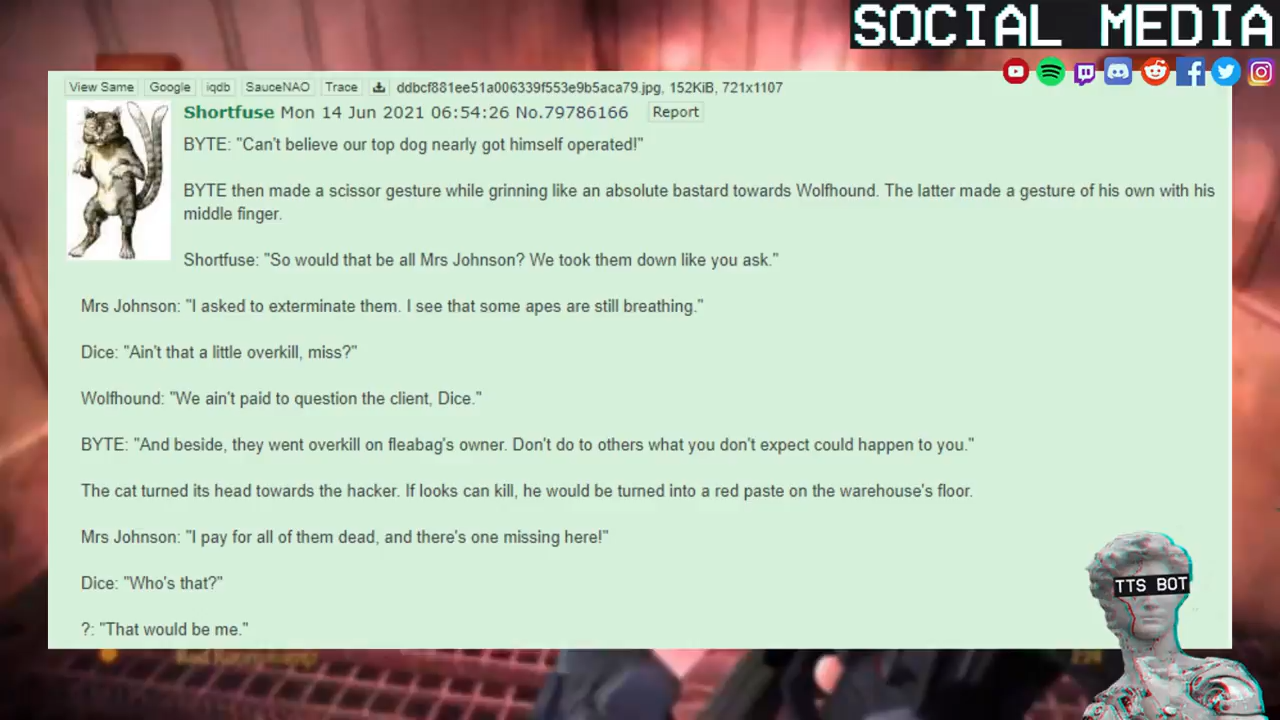 SOCIAL MEDIA
View Same Google iqdb SauceNAO Trace ddbcf881ee51a006339f553e9b5aca79.jpg, 152KiB, 721x1107
Shortfuse Mon 14 Jun 2021 06:54:26 No.79786166 Report
BYTE: "Can't believe our top dog nearly got himself operated!"
BYTE then made a scissor gesture while grinning like an absolute bastard towards Wolfhound. The latter made a gesture of his own with his
middle finger.
Shortfuse: "So would that be all Mrs Johnson? We took them down like you ask."
Mrs Johnson: "I asked to exterminate them. I see that some apes are still breathing."
Dice: "Ain't that a little overkill, miss?"
Wolfhound: "We ain't paid to question the client, Dice."
BYTE: "And beside, they went overkill on fleabag's owner. Don't do to others what you don't expect could happen to you."
The cat turned its head towards the hacker. If looks can kill, he would be turned into a red paste on the warehouse's floor.
Mrs Johnson: "I pay for all of them dead, and there's one missing here!"
Dice: "Who's that?"
TTS BOT
?: "That would be me."